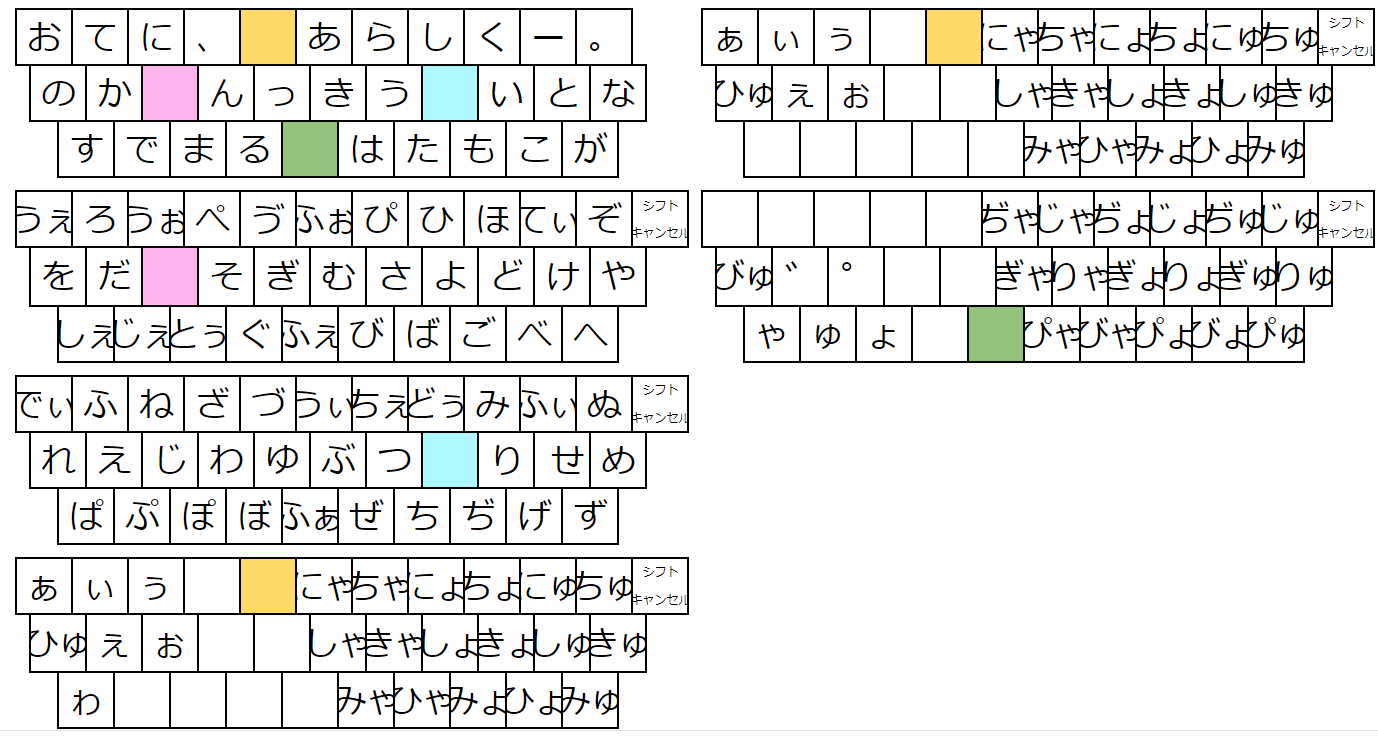 お て に 、 あ ら し く ー 。
の か ん っ き う い と な
す で ま る は た も こ が
うぇ ろ うぉ ぺ づ ふぉ ぴ ひ ほ てぃ ぞ シフト キャンセル
を だ そ ぎ む さ よ ど け や
しぇ じぇ とぅ ぐ ふぇ び ば ご べ へ
でぃ ふ ね ざ づ うぃ ちぇ どぅ み ふぃ ぬ シフト キャンセル
れ え じ わ ゆ ぶ つ り せ め
ぱ ぷ ぽ ぼ ふぁ ぜ ち ぢ げ ず
ぁ ぃ ぅ にゃ ちゃ にょ ちょ にゅ ちゅ シフト キャンセル
ひゅ ぇ ぉ しゃ きゃ しょ きょ しゅ きゅ
ゎ みゃ ひゃ みょ ひょ みゅ
ぁ ぃ ぅ にゃ ちゃ にょ ちょ にゅ ちゅ シフト キャンセル
ひゅ ぇ ぉ しゃ きゃ しょ きょ しゅ きゅ
みゃ ひゃ みょ ひょ みゅ
ぢゃ じゃ ぢょ じょ ぢゅ じゅ シフト キャンセル
びゅ ゛ ゜ ぎゃ りゃ ぎょ りょ ぎゅ りゅ
ゃ ゅ ょ ぴゃ びゃ ぴょ びょ ぴゅ